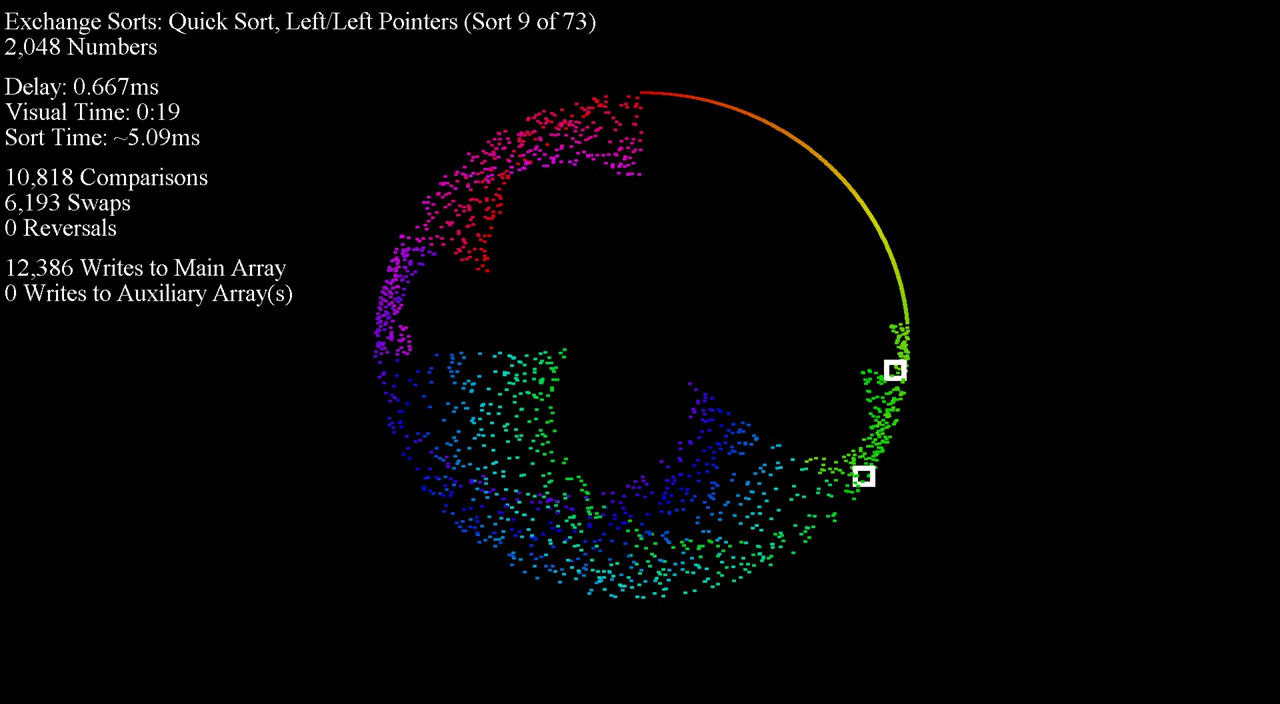 Exchange Sorts: Quick Sort, Left/Left Pointers (Sort 9 of 73)
2,048 Numbers
Delay: 0.667ms
Visual Time: 0:19
Sort Time: ~5.09ms
10,818 Comparisons
6,193 Swaps
0 Reversals
12,386 Writes to Main Array
0 Writes to Auxiliary Array(s)